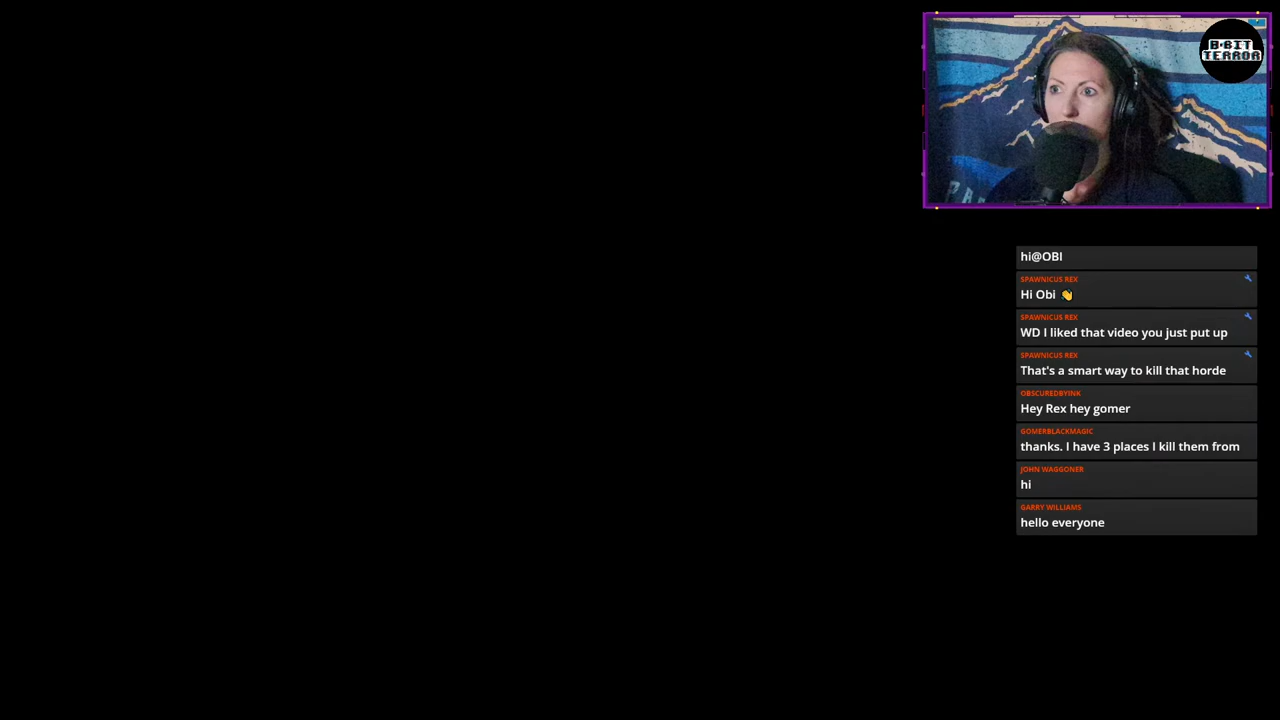 8-BIT
TERROR
hi@OBI
SPAWNICUS REX
Hi Obi 👋
SPAWNICUS REX
WD I liked that video you just put up
SPAWNICUS REX
That's a smart way to kill that horde
OBSCUREDBYINK
Hey Rex hey gomer
GOMERBLACKMAGIC
thanks. I have 3 places I kill them from
JOHN WAGGONER
hi
GARRY WILLIAMS
hello everyone